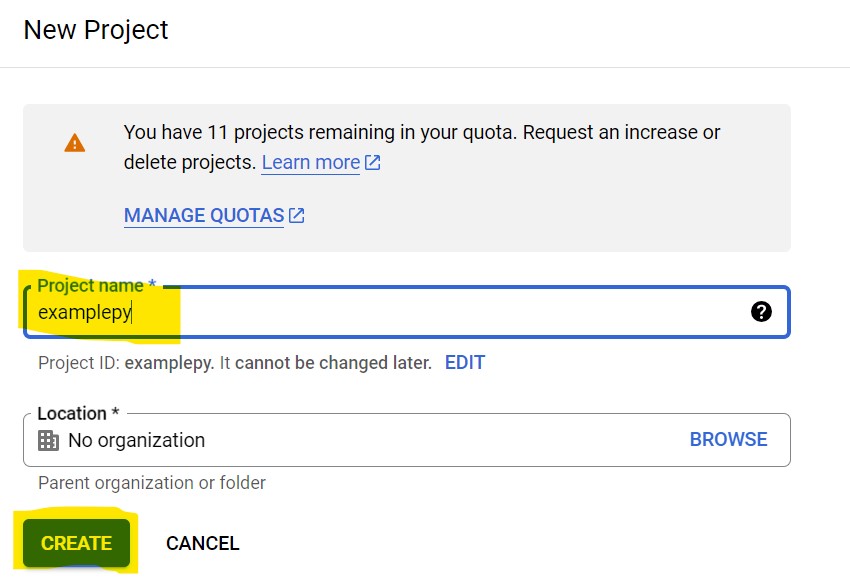 New Project
You have 11 projects remaining in your quota. Request an increase or
delete projects. Learn more
MANAGE QUOTAS
Project name *
examplepy
Project ID: examplepy. It cannot be changed later. EDIT
Location *
No organization BROWSE
Parent organization or folder
CREATE CANCEL